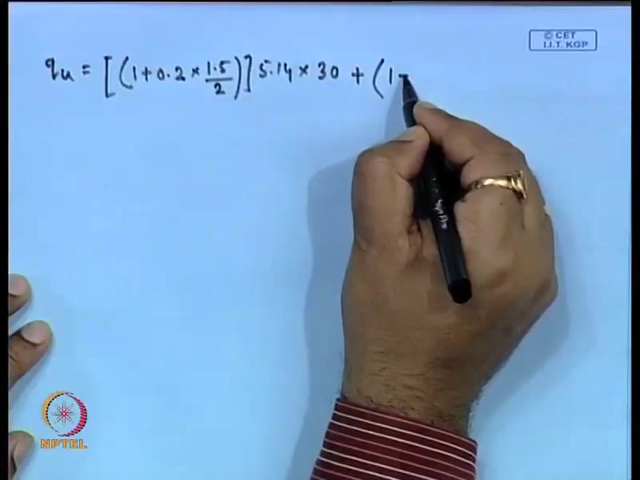 © CET
I.I.T. KGP
qu = [(1+0.2 × 1.5/2)] 5.14 × 30 + (1-
NPTEL